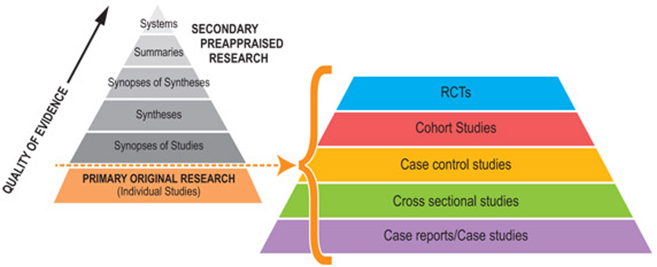 QUALITY OF EVIDENCE
Systems
Summaries
Synopses of Syntheses
Syntheses
Synopses of Studies
PRIMARY ORIGINAL RESEARCH
(Individual Studies)
SECONDARY
PREAPPRAISED
RESEARCH
RCTs
Cohort Studies
Case control studies
Cross sectional studies
Case reports/Case studies